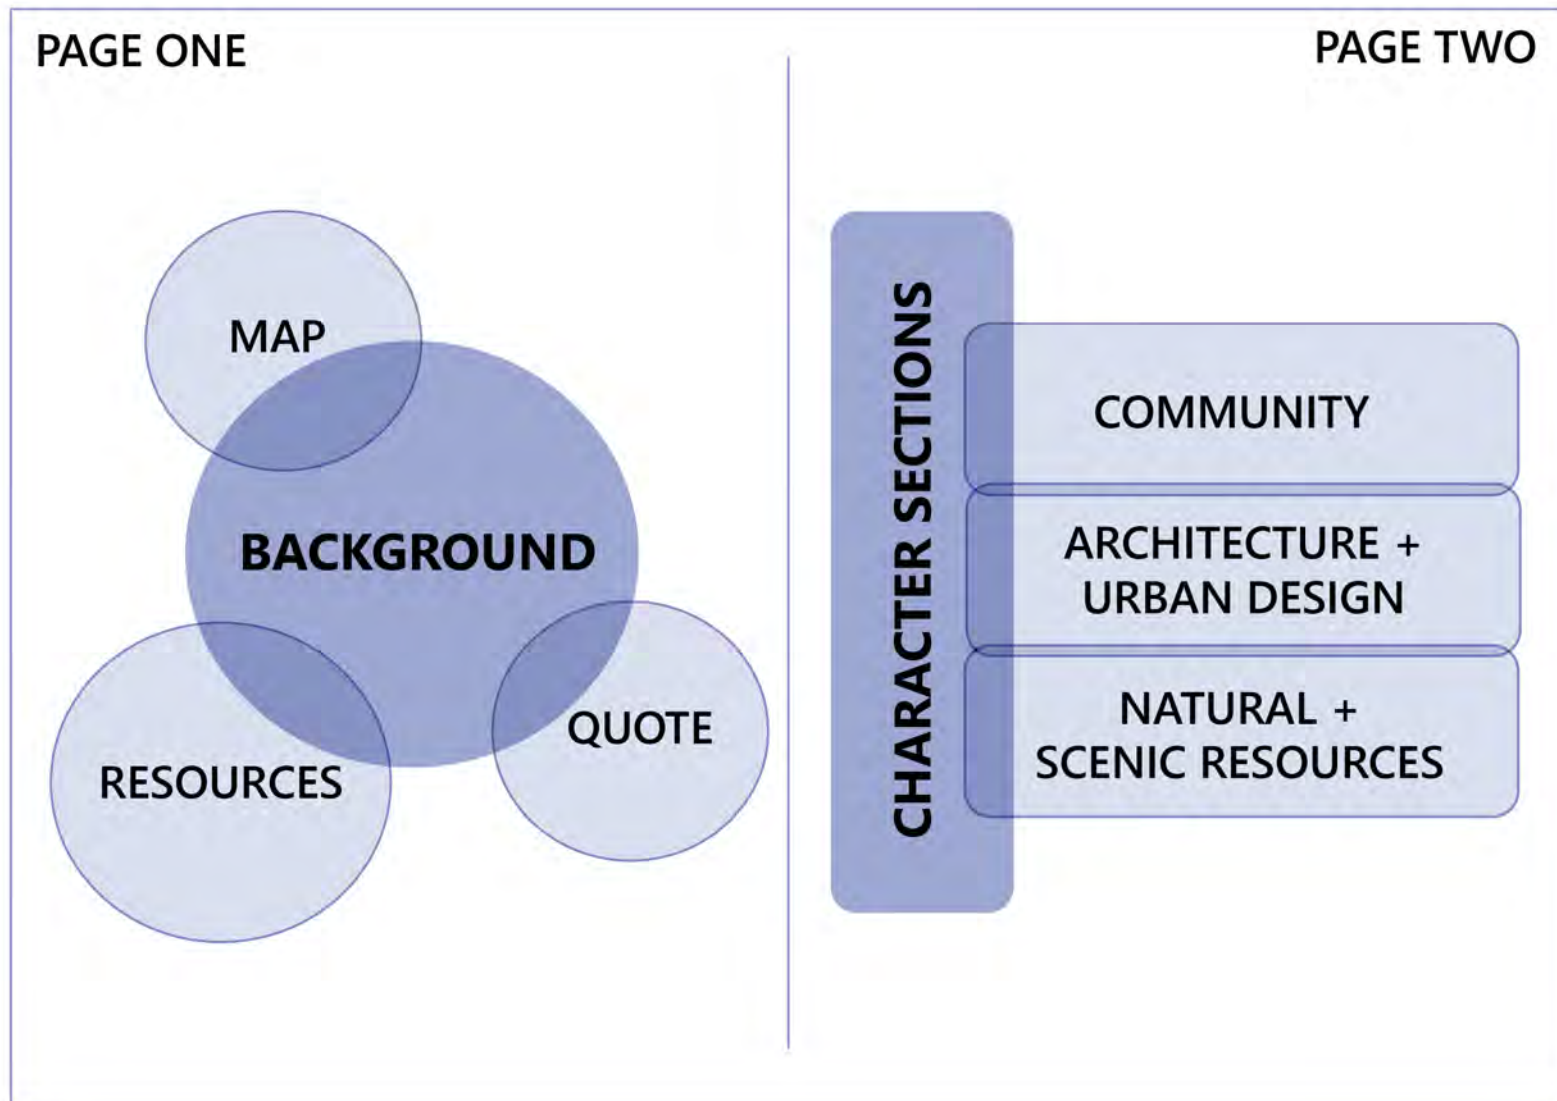 PAGE ONE
MAP
BACKGROUND
RESOURCES
QUOTE
PAGE TWO
CHARACTER SECTIONS
COMMUNITY
ARCHITECTURE +
URBAN DESIGN
NATURAL +
SCENIC RESOURCES